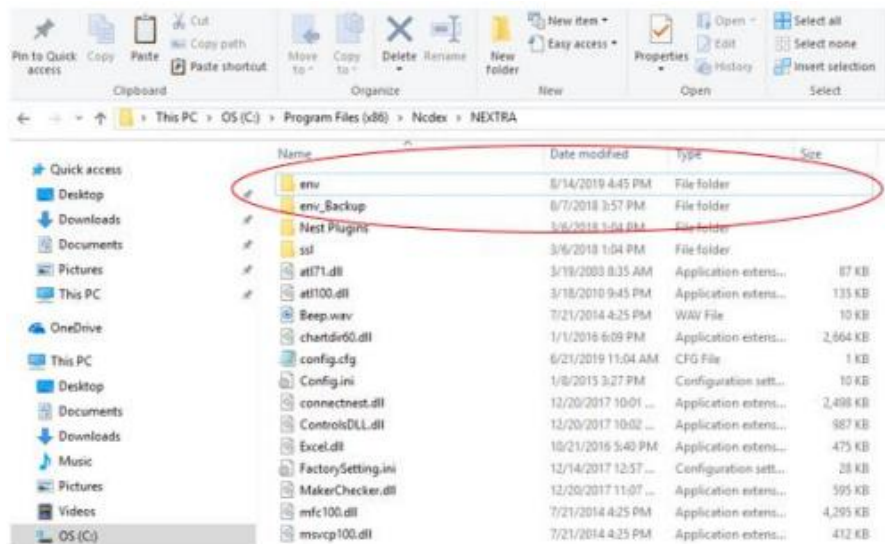 Pin to Quick access
Copy
Paste
Cut
Copy path
Paste shortcut
Clipboard
Move to
Copy to
Delete
Rename
Organize
New folder
New item
Easy access
New
Properties
Open
Edit
History
Open
Select all
Select none
Invert selection
Select
This PC > OS (C:) > Program Files (x86) > Ncdex > NEXTRA
Name Date modified Type Size
Quick access
Desktop
Downloads
Documents
Pictures
This PC
OneDrive
This PC
Desktop
Documents
Downloads
Music
Pictures
Videos
OS (C:)
env 8/14/2019 4:45 PM File folder
env_Backup 8/7/2018 3:57 PM File folder
Nest Plugins 3/6/2018 1:04 PM File folder
ssl 3/6/2018 1:04 PM File folder
atl71.dll 3/19/2003 8:35 AM Application extens... 87 KB
atl100.dll 3/18/2010 9:45 PM Application extens... 135 KB
Beep.wav 7/21/2014 4:25 PM WAV File 10 KB
chartdir60.dll 1/1/2016 6:09 PM Application extens... 2,664 KB
config.cfg 6/21/2019 11:04 AM CFG File 1 KB
Config.ini 1/8/2015 3:27 PM Configuration sett... 10 KB
connectnest.dll 12/20/2017 10:01 ... Application extens... 2,498 KB
ControlsDLL.dll 12/20/2017 10:02 ... Application extens... 987 KB
Excel.dll 10/21/2016 5:40 PM Application extens... 475 KB
FactorySetting.ini 12/14/2017 12:57 ... Configuration sett... 28 KB
MakerChecker.dll 12/20/2017 11:07 ... Application extens... 595 KB
mfc100.dll 7/21/2014 4:25 PM Application extens... 4,295 KB
msvcp100.dll 7/21/2014 4:25 PM Application extens... 412 KB